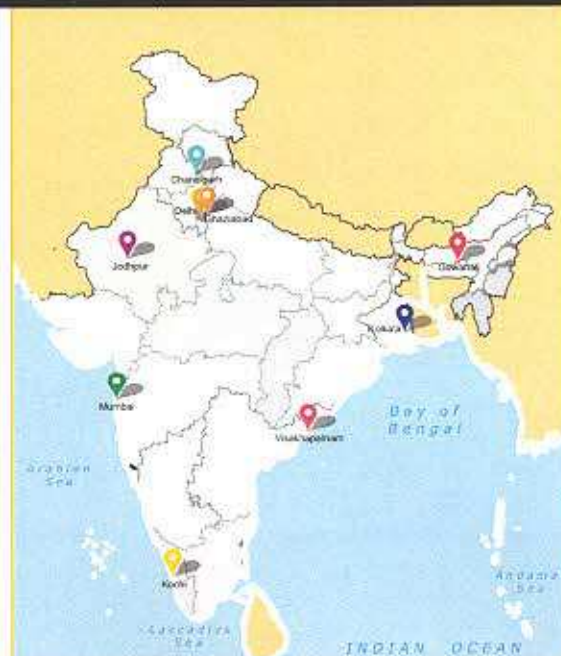 Chandigarh
Delhi
Ghaziabad
Jodhpur
Guwahati
Kolkata
Mumbai
Visakhapatnam
Bay of
Bengal
Arabian
Sea
Kochi
Andaman
Sea
Laccadive
Sea
INDIAN OCEAN